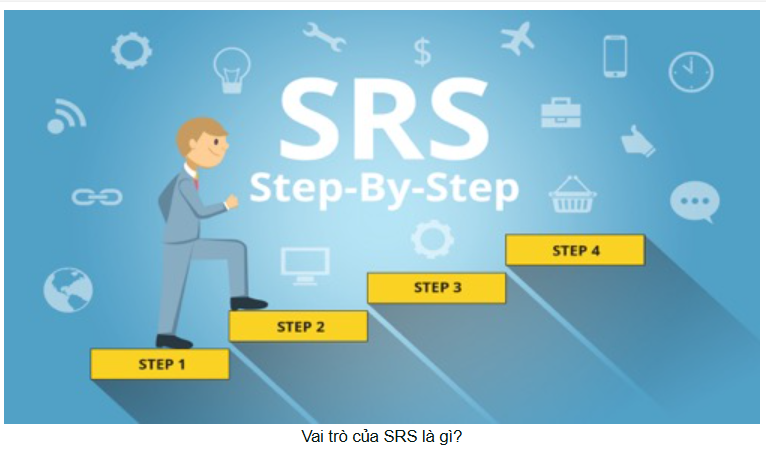 SRS
Step-By-Step
STEP 4
STEP 3
STEP 2
STEP 1
Vai trò của SRS là gì?